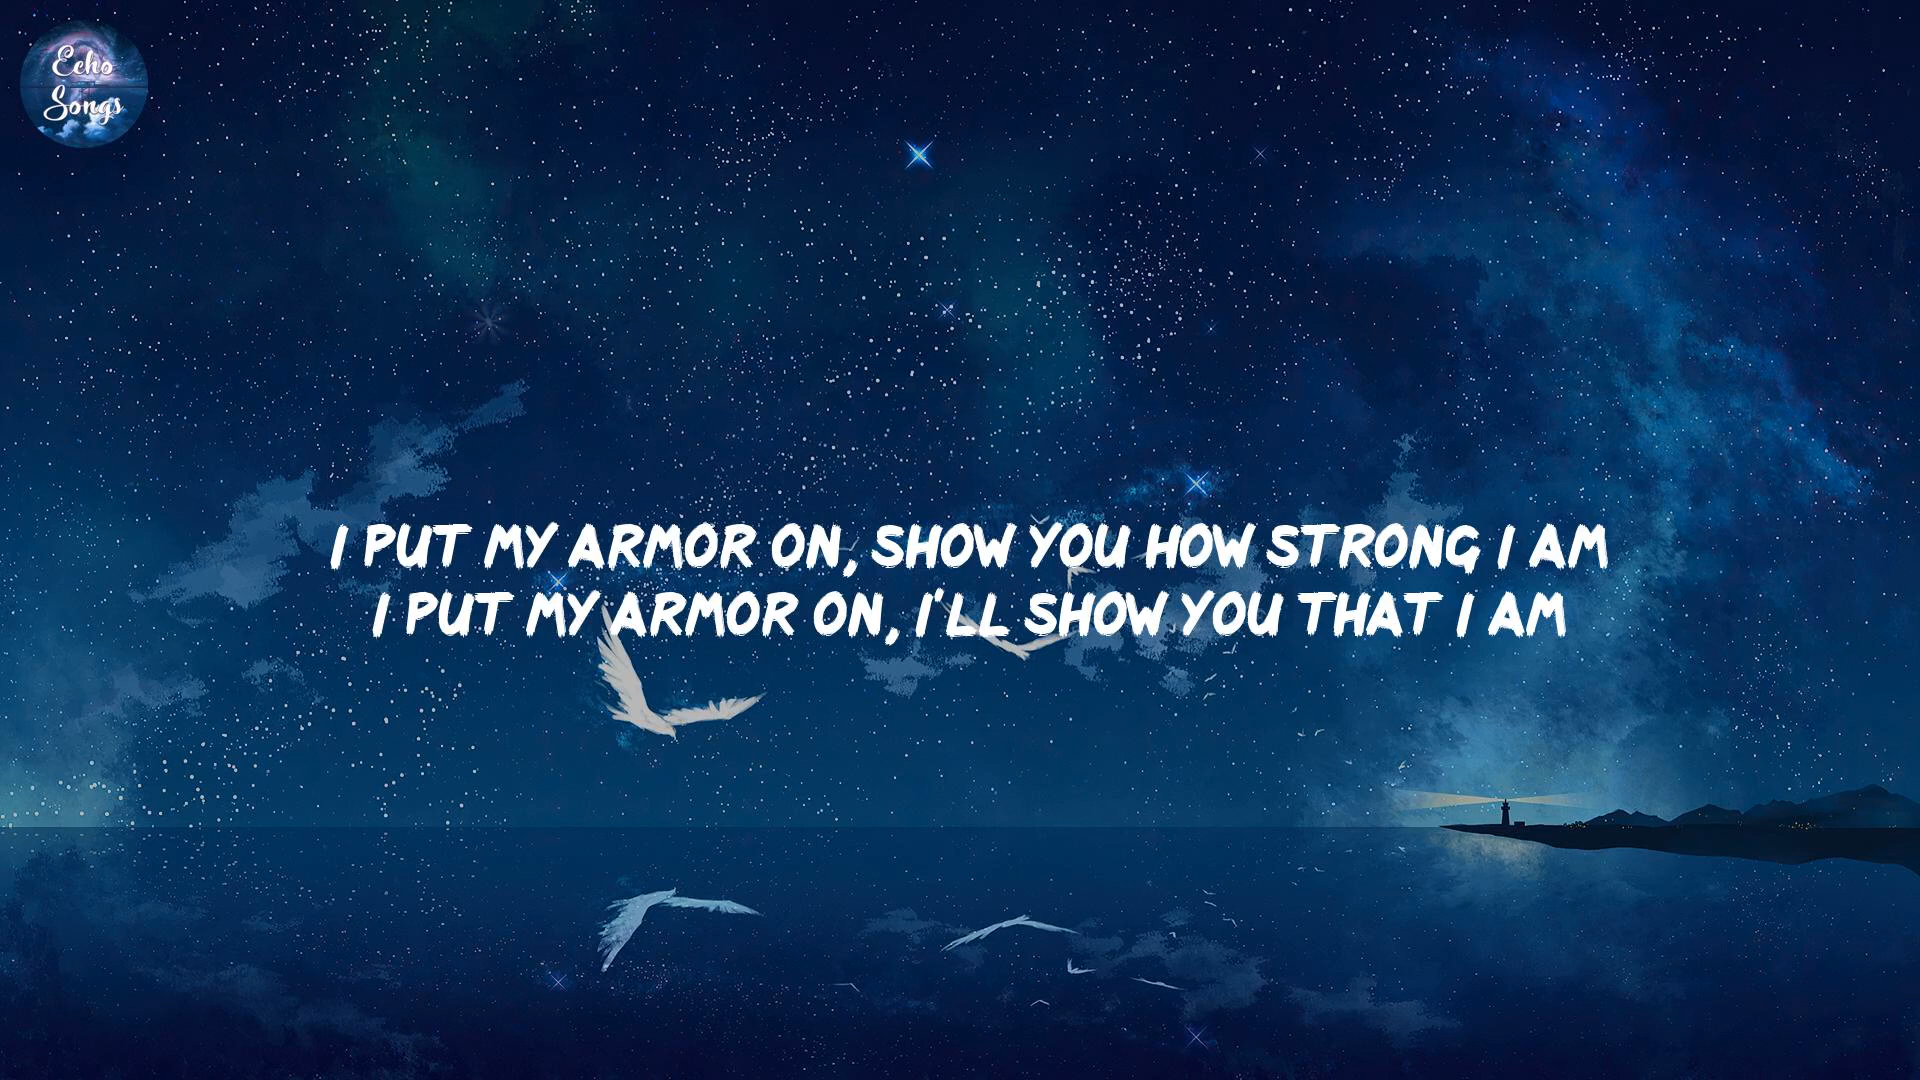 Echo
Songs
I PUT MY ARMOR ON, SHOW YOU HOW STRONG I AM
I PUT MY ARMOR ON, I'LL SHOW YOU THAT I AM